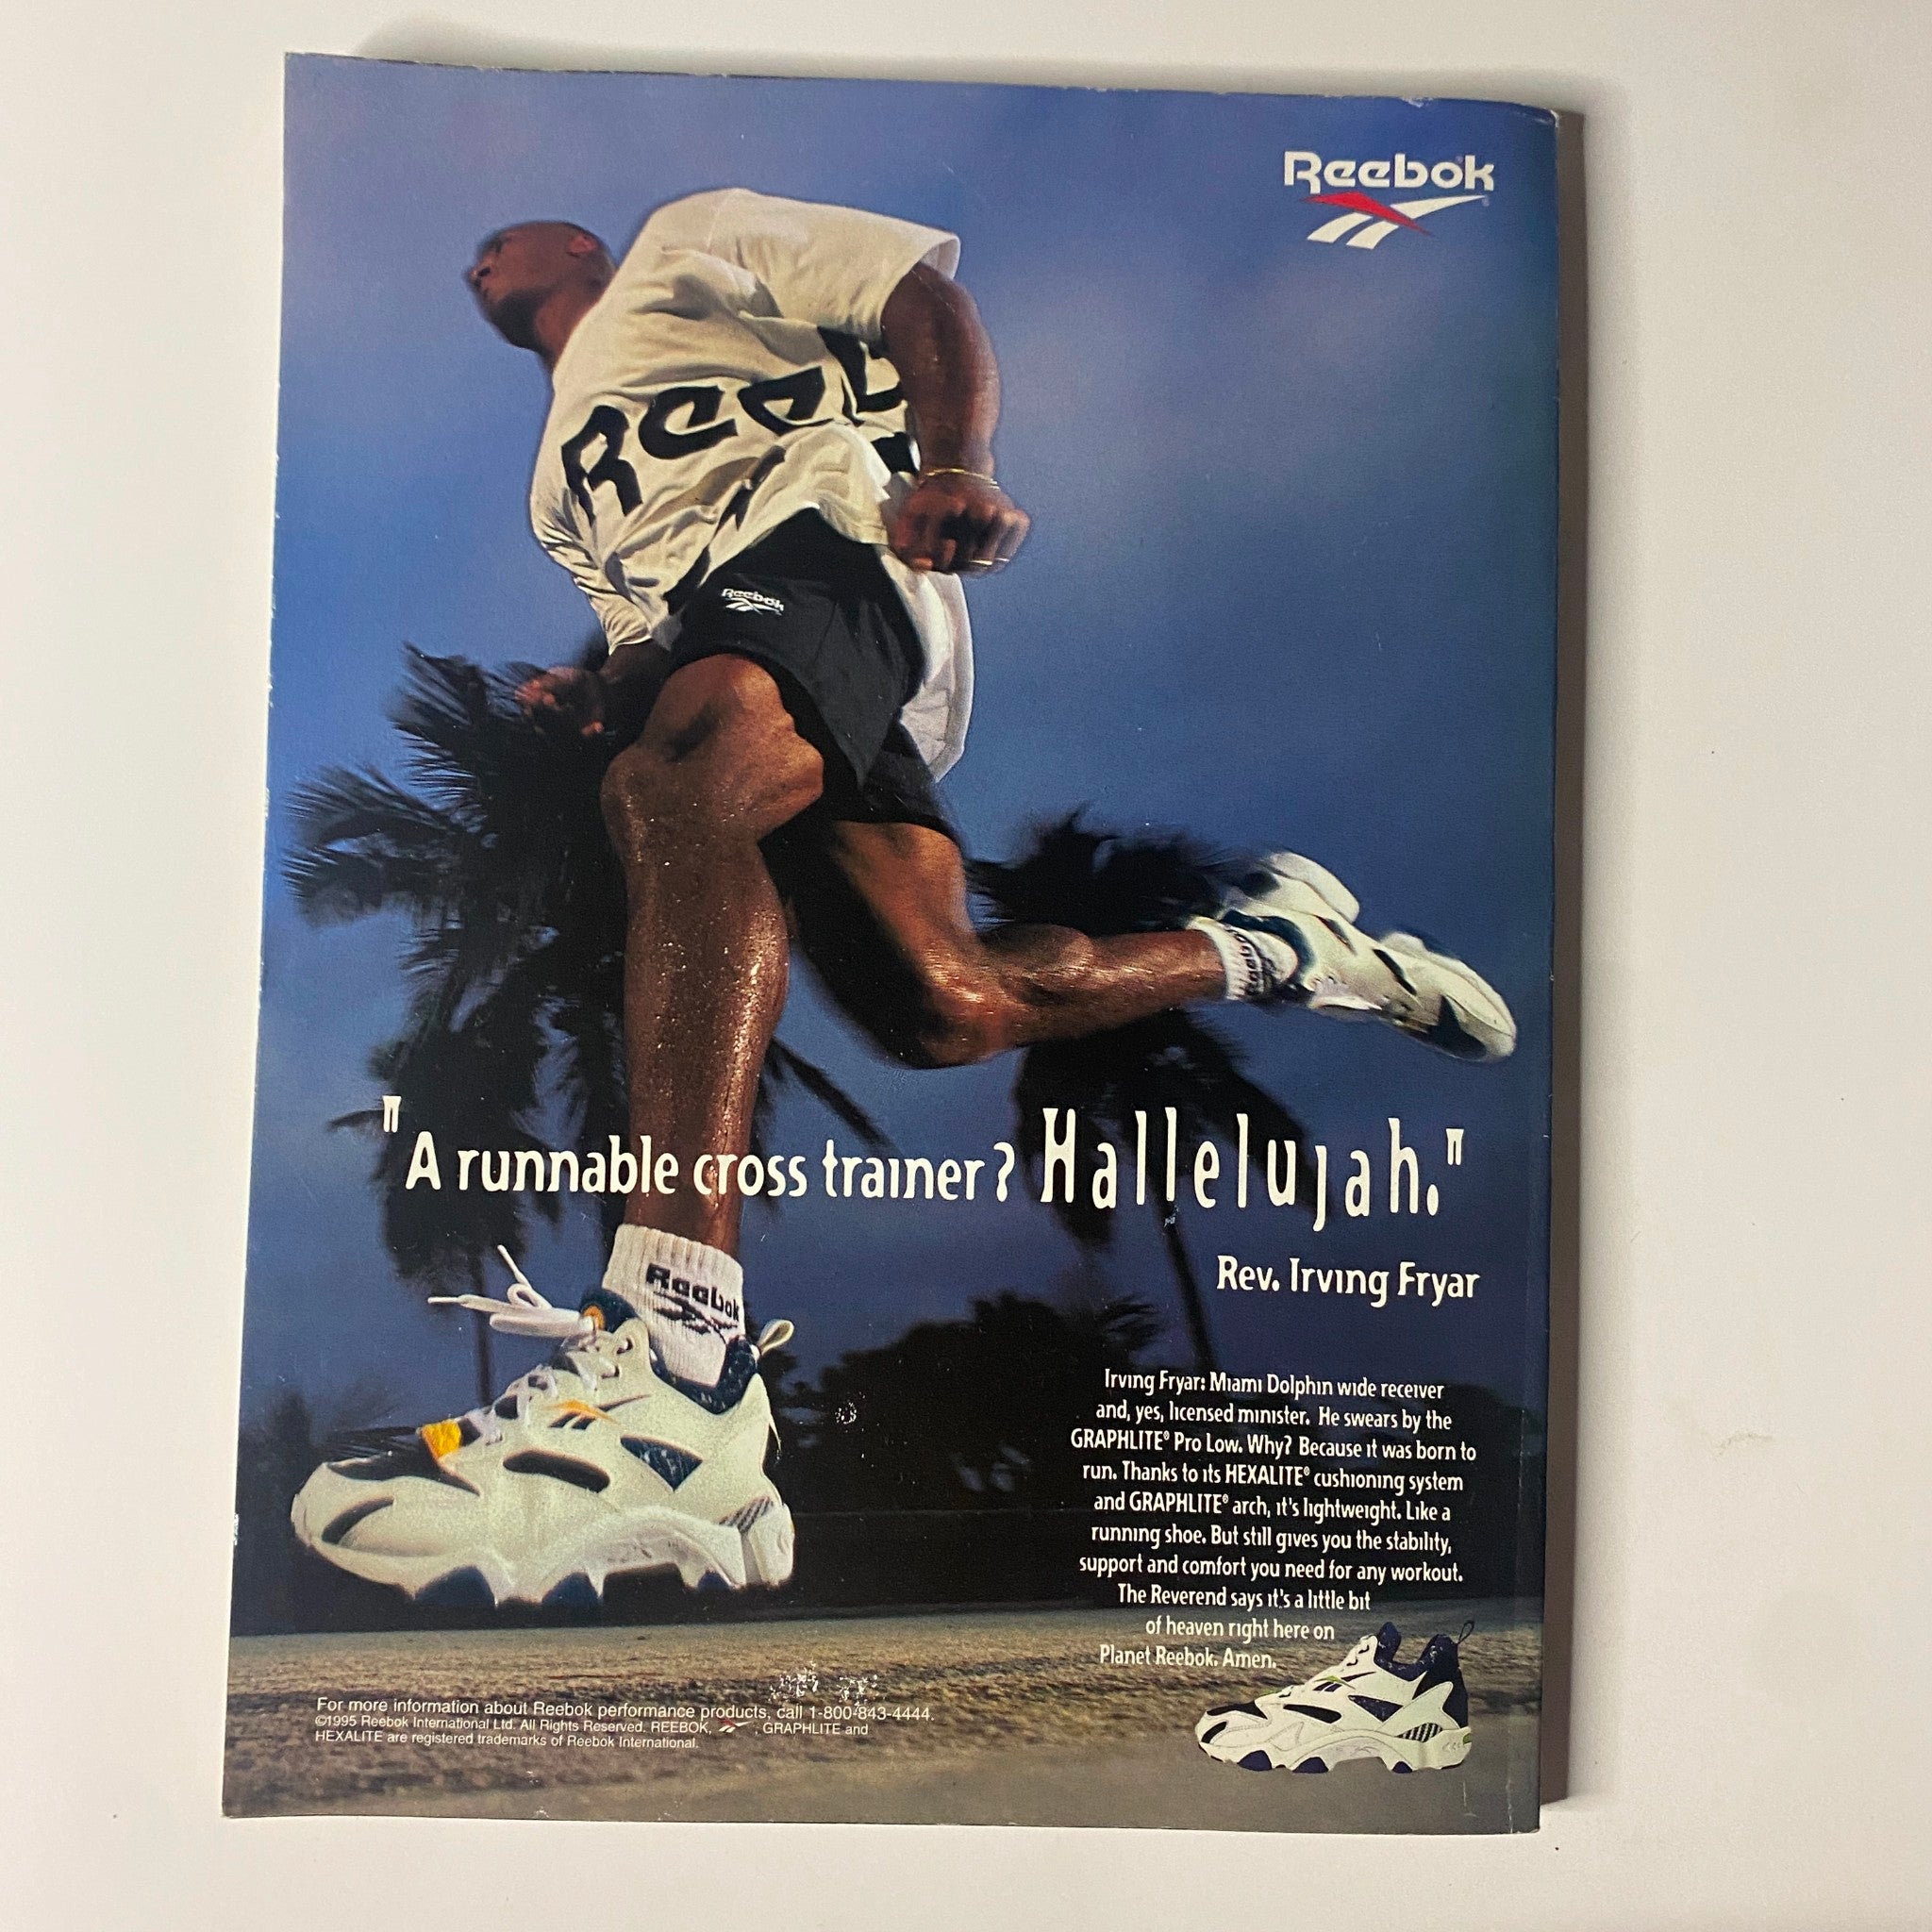 Reebok
REEB
Reebok
"A runnable cross trainer? Hallelujah."
Rev. Irving Fryar
Reebok
Reebok
Irving Fryar: Miami Dolphin wide receiver
and, yes, licensed minister. He swears by the
GRAPHLITE® Pro Low. Why? Because it was born to
run. Thanks to its HEXALITE® cushioning system
and GRAPHLITE® arch, it's lightweight. Like a
running shoe. But still gives you the stability,
support and comfort you need for any workout.
The Reverend says it's a little bit
of heaven right here on
Planet Reebok. Amen.
For more information about Reebok performance products, call 1-800-843-4444.
©1995 Reebok International Ltd. All Rights Reserved. REEBOK, , GRAPHLITE and
HEXALITE are registered trademarks of Reebok International.